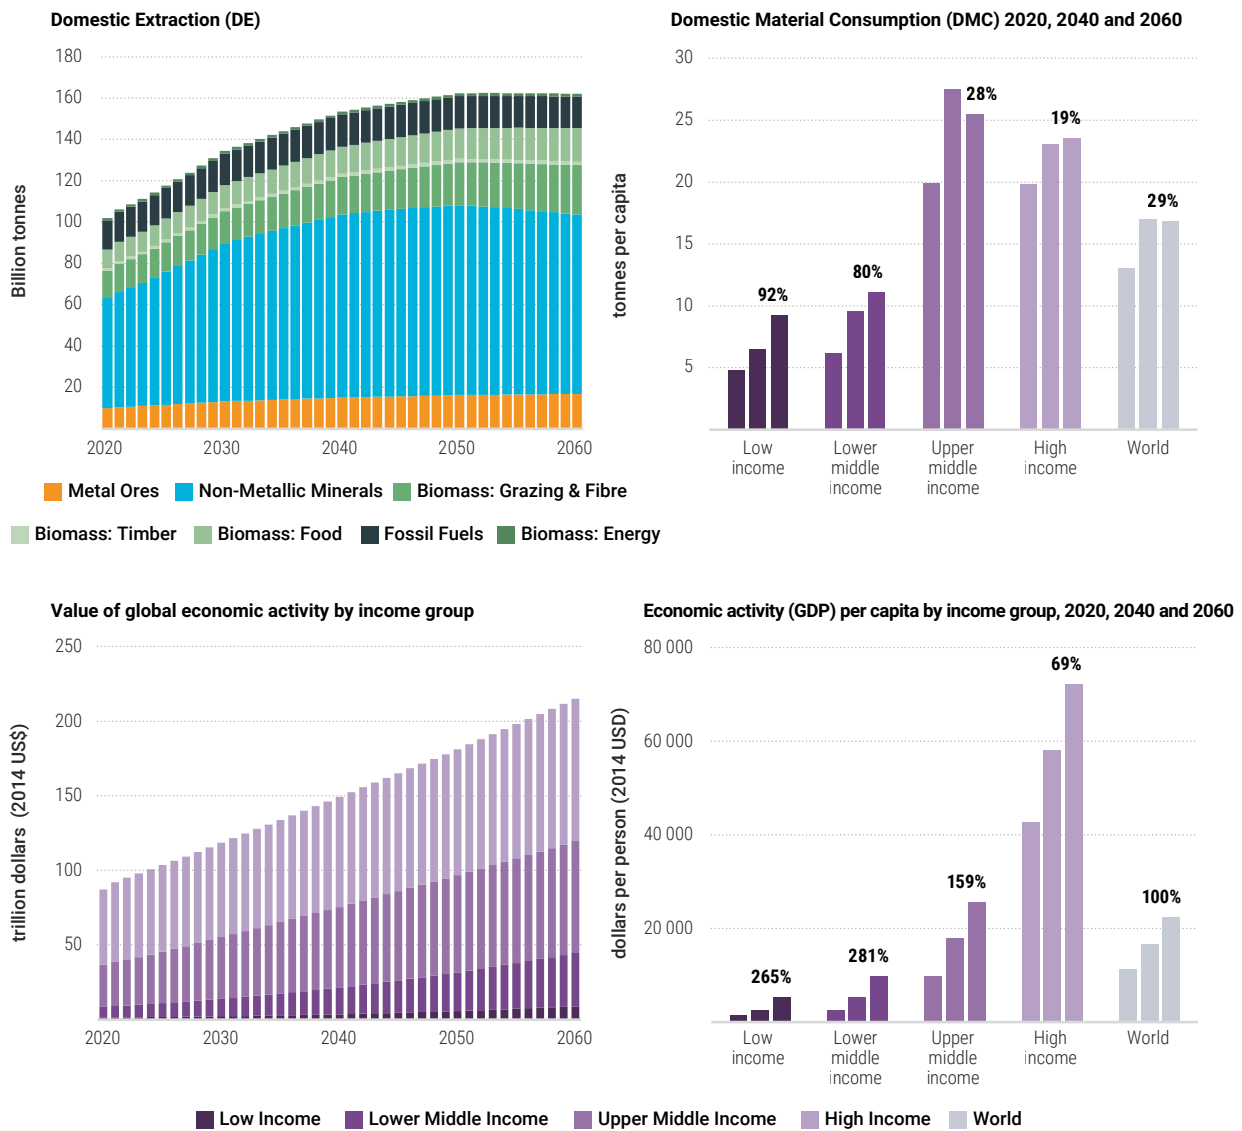 Domestic Extraction (DE)
Billion tonnes
180
160
140
120
100
80
60
40
20
2020 2030 2040 2050 2060
Metal Ores Non-Metallic Minerals Biomass: Grazing & Fibre
Biomass: Timber Biomass: Food Fossil Fuels Biomass: Energy
Domestic Material Consumption (DMC) 2020, 2040 and 2060
tonnes per capita
30
25
20
15
10
5
92%
80%
28%
19%
29%
Low income
Lower middle income
Upper middle income
High income
World
Value of global economic activity by income group
trillion dollars (2014 US$)
250
200
150
100
50
2020 2030 2040 2050 2060
Economic activity (GDP) per capita by income group, 2020, 2040 and 2060
dollars per person (2014 USD)
80 000
60 000
40 000
20 000
265%
281%
159%
69%
100%
Low income
Lower middle income
Upper middle income
High income
World
Low Income Lower Middle Income Upper Middle Income High Income World